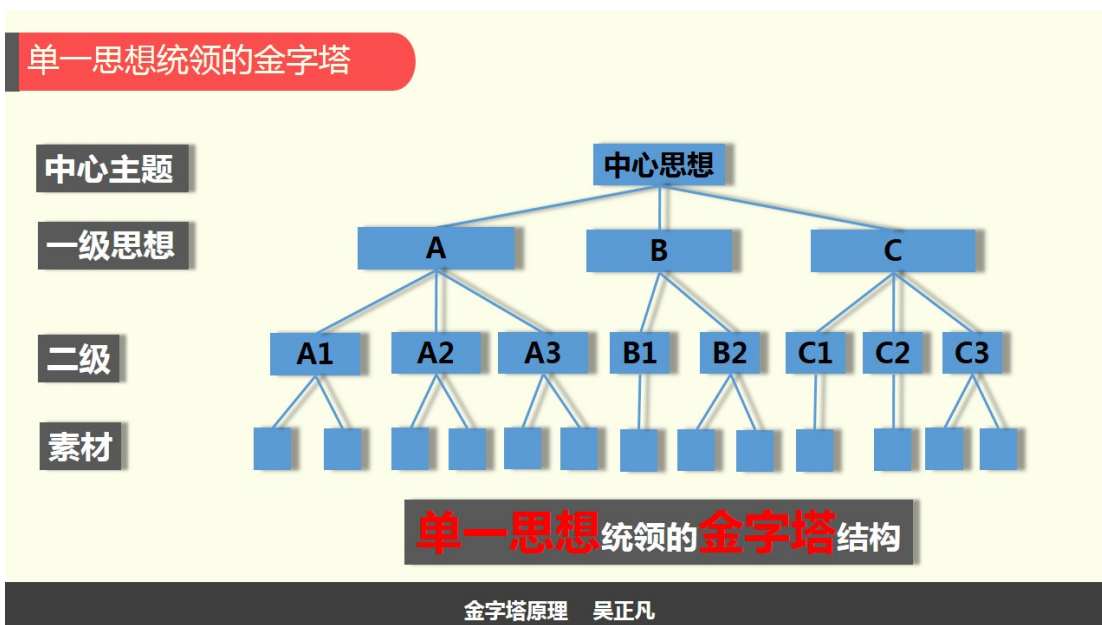 单一思想统领的金字塔
中心主题
中心思想
一级思想
A
B
C
二级
A1
A2
A3
B1
B2
C1
C2
C3
素材
单一思想统领的金字塔结构
金字塔原理 吴正凡